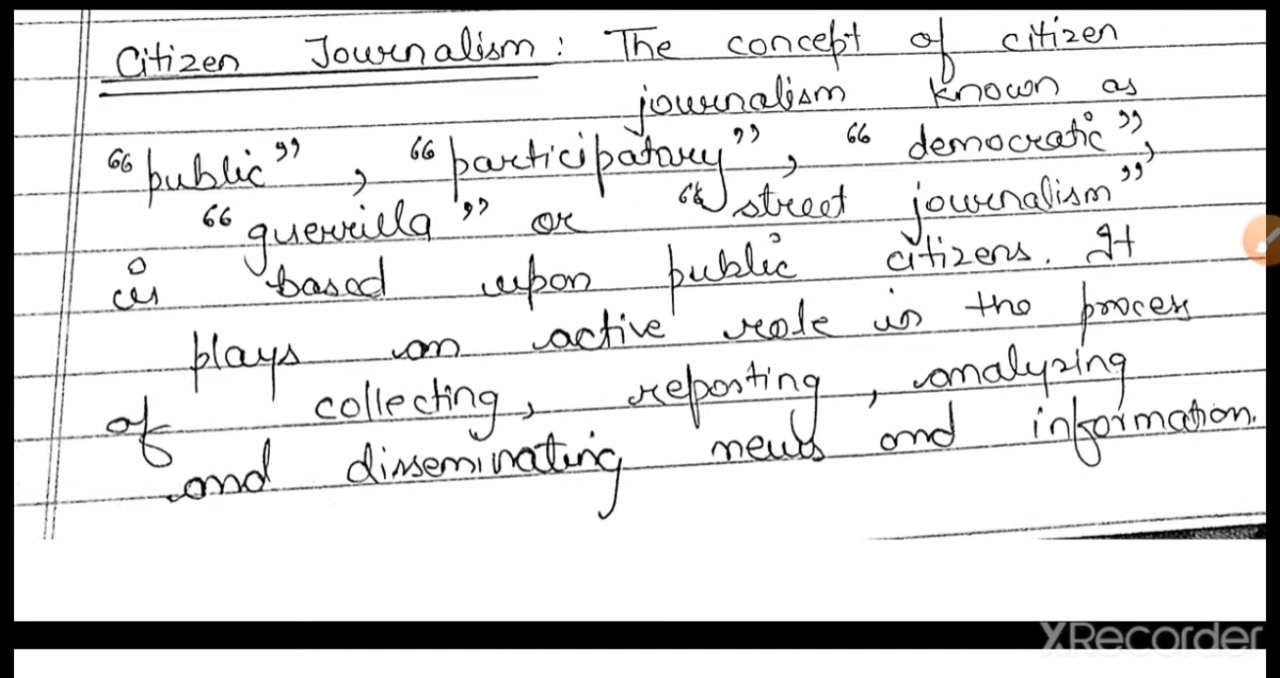 Citizen Journalism : The concept of citizen
journalism known as
“public”, “participatory”, “democratic”,
“guerrilla” or “street journalism”
is based upon public citizens. It
plays an active role in the process
of collecting, reporting, analyzing
and disseminating news and information.
XRecorder